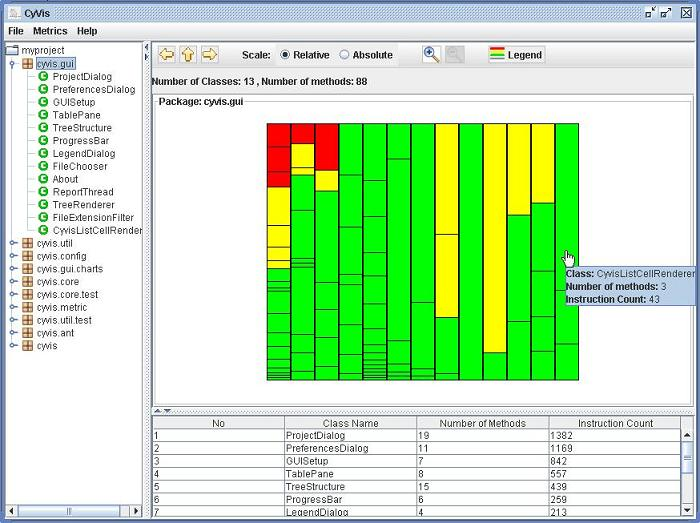 CyVis
File Metrics Help
myproject
cyvis.gui
ProjectDialog
PreferencesDialog
GUISetup
TablePane
TreeStructure
ProgressBar
LegendDialog
FileChooser
About
ReportThread
TreeRenderer
FileExtensionFilter
CyvisListCellRender
cyvis.util
cyvis.config
cyvis.gui.charts
cyvis.core
cyvis.core.test
cyvis.metric
cyvis.util.test
cyvis.ant
cyvis
Scale: Relative Absolute Legend
Number of Classes: 13 , Number of methods: 88
Package: cyvis.gui
Class: CyvisListCellRenderer
Number of methods: 3
Instruction Count: 43
No Class Name Number of Methods Instruction Count
1 ProjectDialog 19 1382
2 PreferencesDialog 11 1169
3 GUISetup 7 842
4 TablePane 8 557
5 TreeStructure 15 439
6 ProgressBar 6 259
7 LegendDialog 4 213